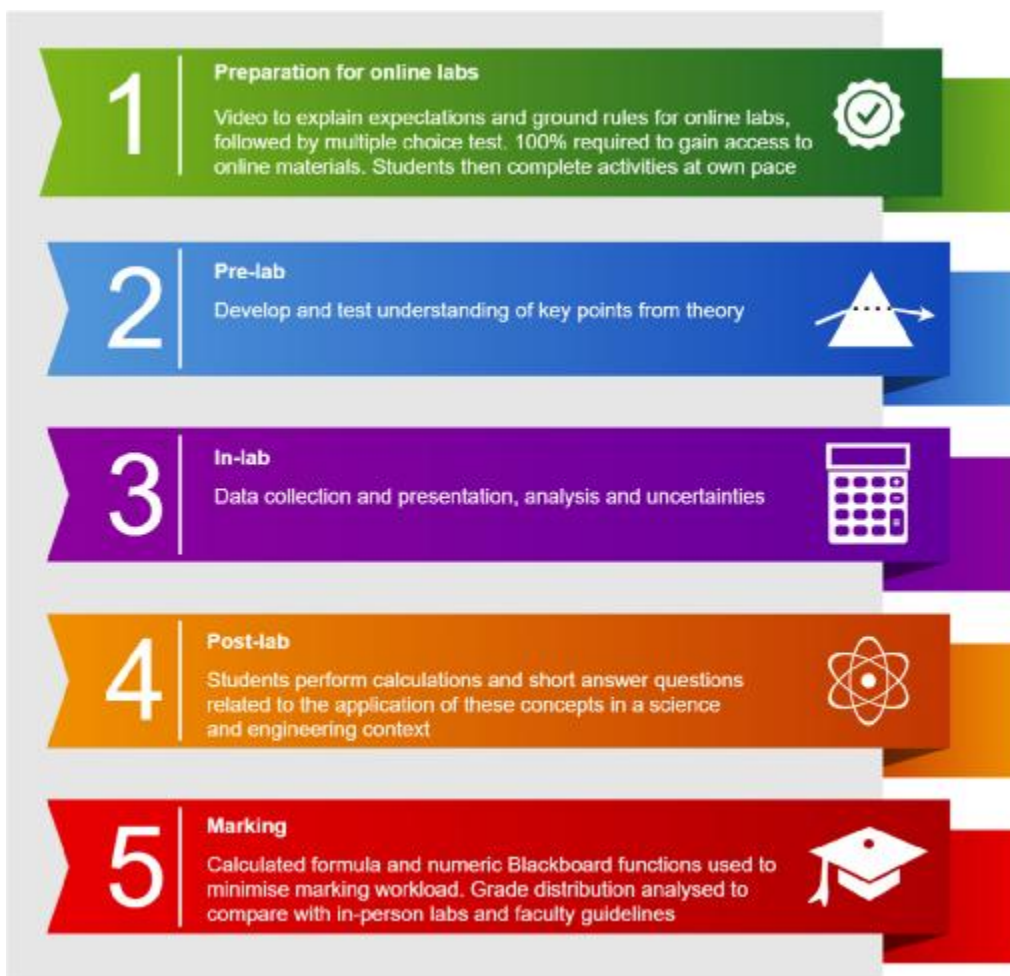 1
Preparation for online labs
Video to explain expectations and ground rules for online labs,
followed by multiple choice test. 100% required to gain access to
online materials. Students then complete activities at own pace
2
Pre-lab
Develop and test understanding of key points from theory
3
In-lab
Data collection and presentation, analysis and uncertainties
4
Post-lab
Students perform calculations and short answer questions
related to the application of these concepts in a science
and engineering context
5
Marking
Calculated formula and numeric Blackboard functions used to
minimise marking workload. Grade distribution analysed to
compare with in-person labs and faculty guidelines